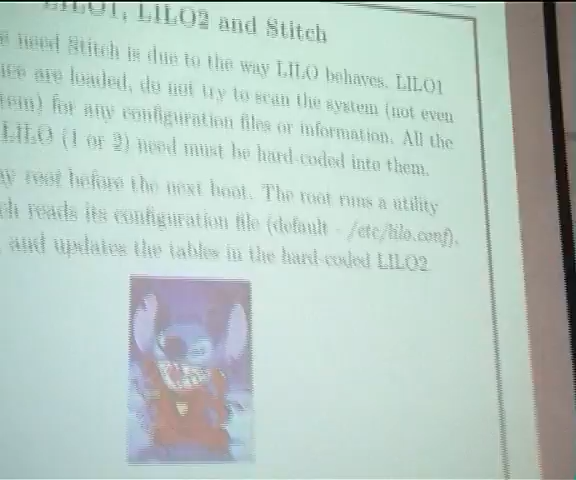 LILO1, LILO2 and Stitch
need Stitch is due to the way LILO behaves. LILO1
are loaded, do not try to scan the system (not even
for any configuration files or information. All the
LILO (1 or 2) need must be hard-coded into them.
root before the next boot. The root runs a utility
reads its configuration file (default - /etc/lilo.conf),
and updates the tables in the hard-coded LILO2